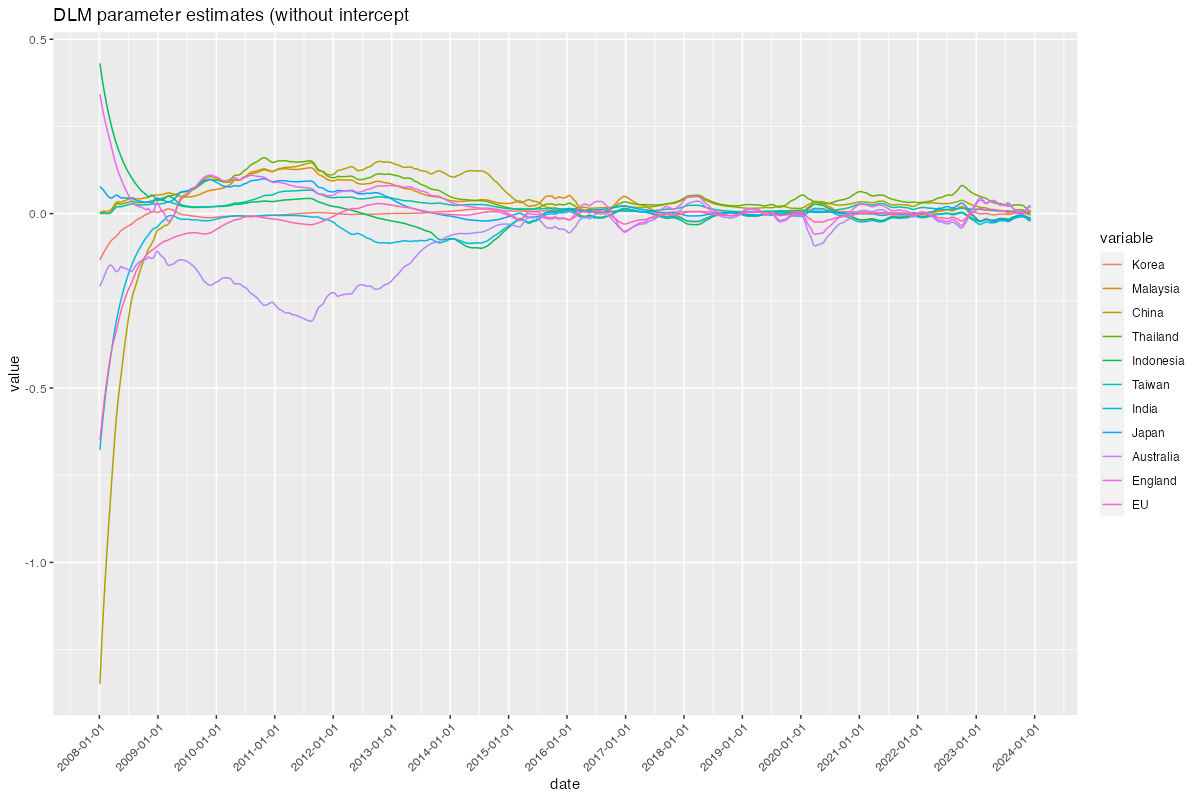 DLM parameter estimates (without intercept
0.5
0.0
-0.5
-1.0
value
2008-01-01
2009-01-01
2010-01-01
2011-01-01
2012-01-01
2013-01-01
2014-01-01
2015-01-01
2016-01-01
2017-01-01
2018-01-01
2019-01-01
2020-01-01
2021-01-01
2022-01-01
2023-01-01
2024-01-01
date
variable
Korea
Malaysia
China
Thailand
Indonesia
Taiwan
India
Japan
Australia
England
EU